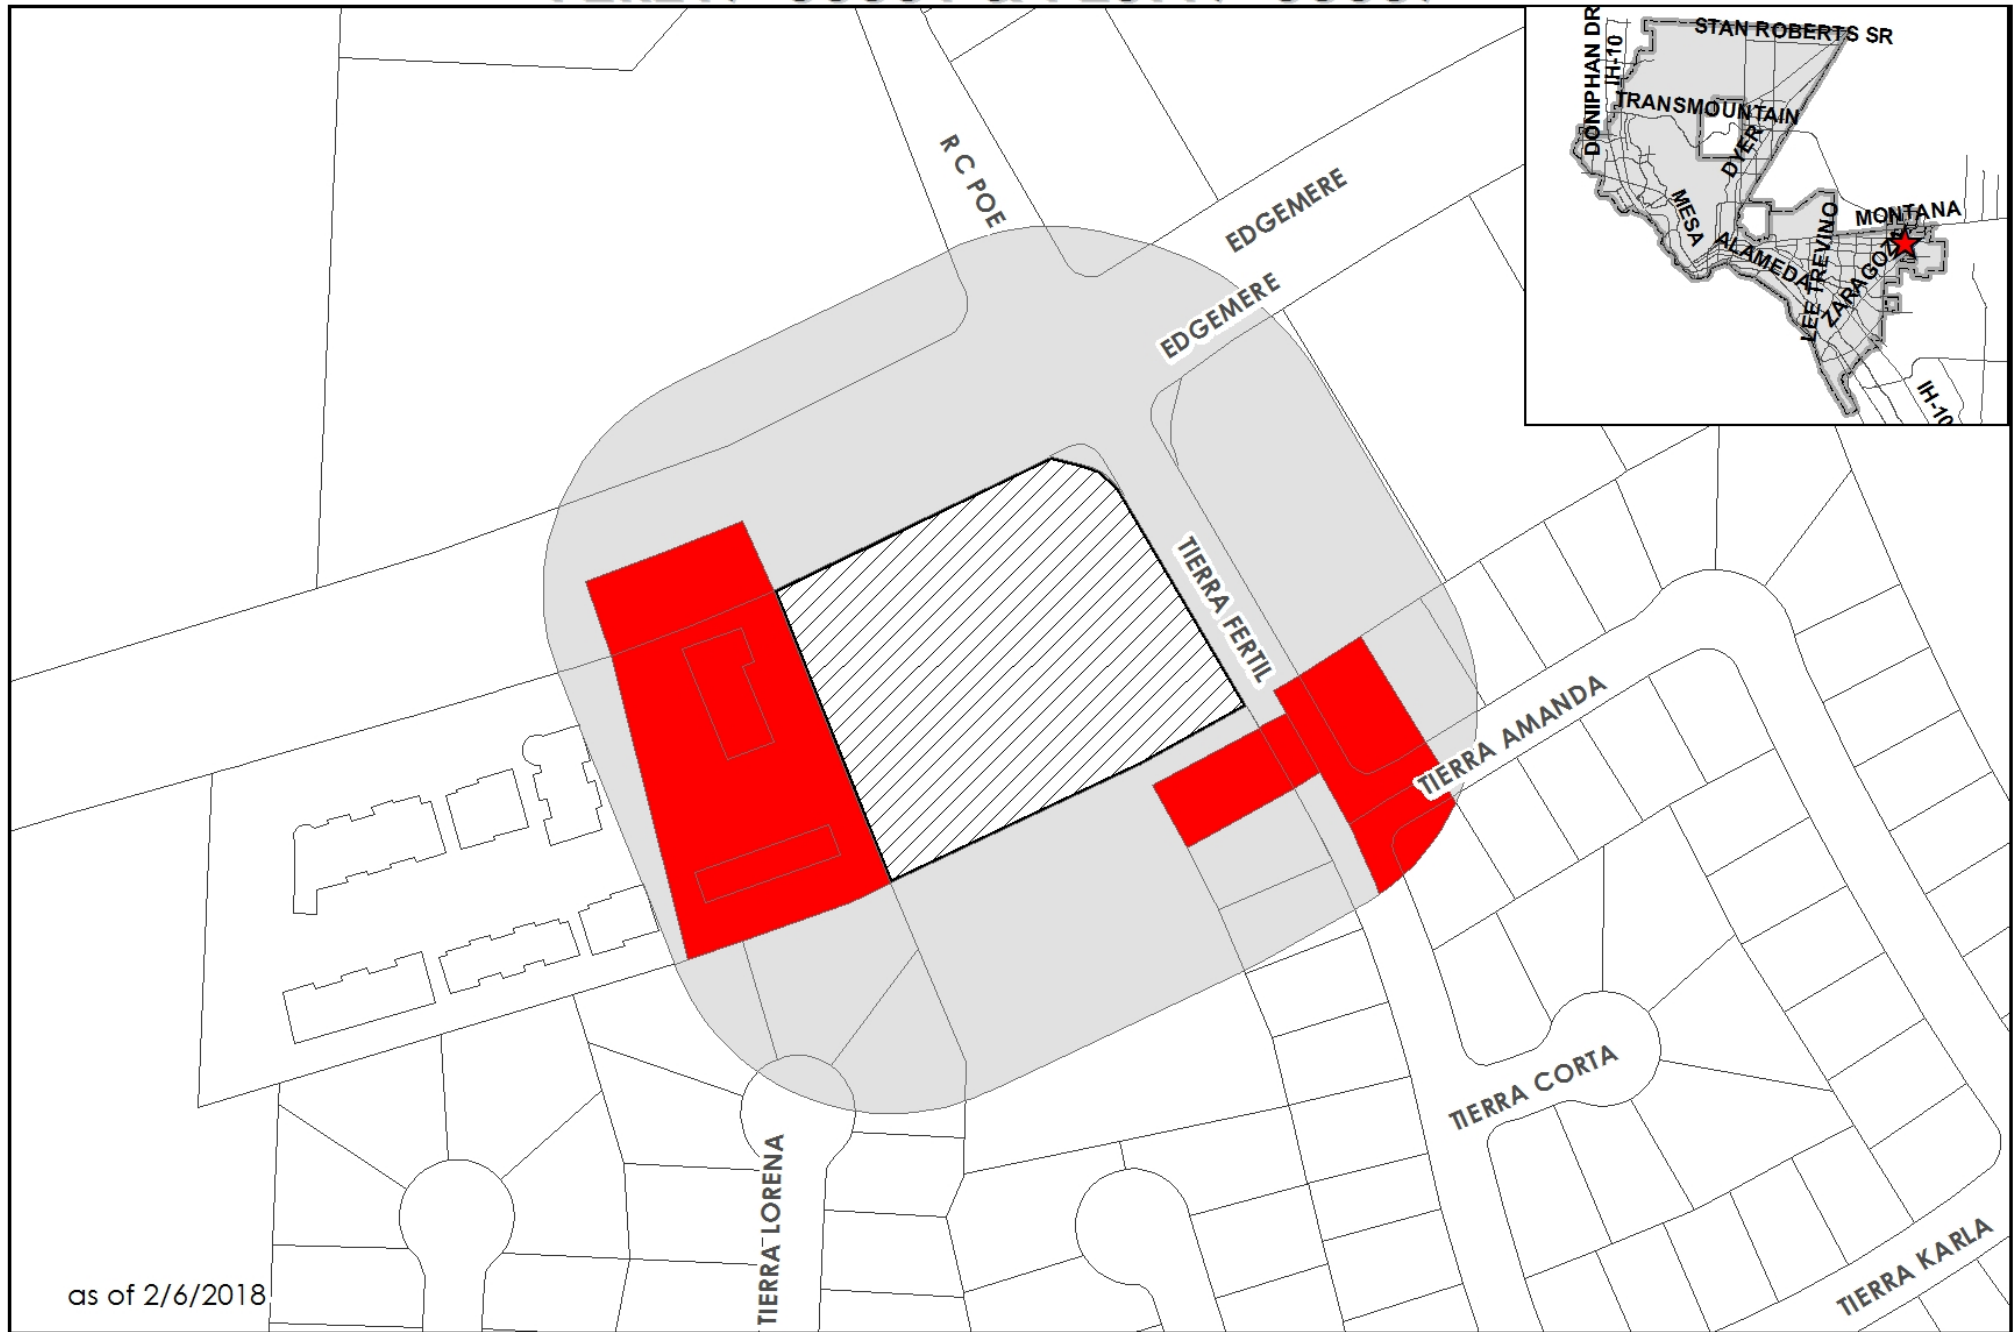 STAN ROBERTS SR
DONIPHAN DR
IH-10
TRANSMOUNTAIN
DYER
MESA
MONTANA
ALAMEDA
LEE TREVINO
ZARAGOZA
IH-10
R C POE
EDGEMERE
EDGEMERE
TIERRA FERTIL
TIERRA AMANDA
TIERRA CORTA
TIERRA LORENA
TIERRA KARLA
as of 2/6/2018